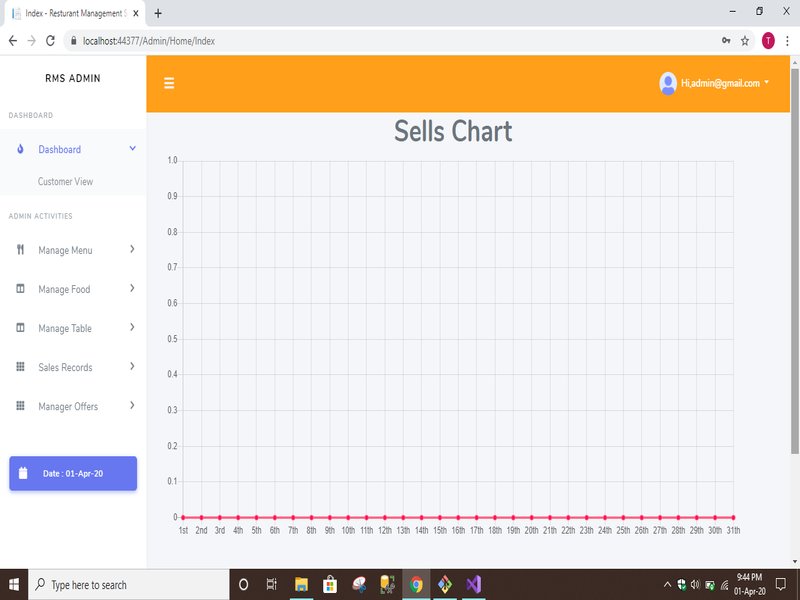 Index - Resturant Management S
localhost:44377/Admin/Home/Index
T
RMS ADMIN
Hi,admin@gmail.com
DASHBOARD
Dashboard
Customer View
ADMIN ACTIVITIES
Manage Menu
Manage Food
Manage Table
Sales Records
Manager Offers
Date : 01-Apr-20
Sells Chart
1.0
0.9
0.8
0.7
0.6
0.5
0.4
0.3
0.2
0.1
0
1st 2nd 3rd 4th 5th 6th 7th 8th 9th 10th 11th 12th 13th 14th 15th 16th 17th 18th 19th 20th 21th 22th 23th 24th 25th 26th 27th 28th 29th 30th 31th
Type here to search
9:44 PM
01-Apr-20